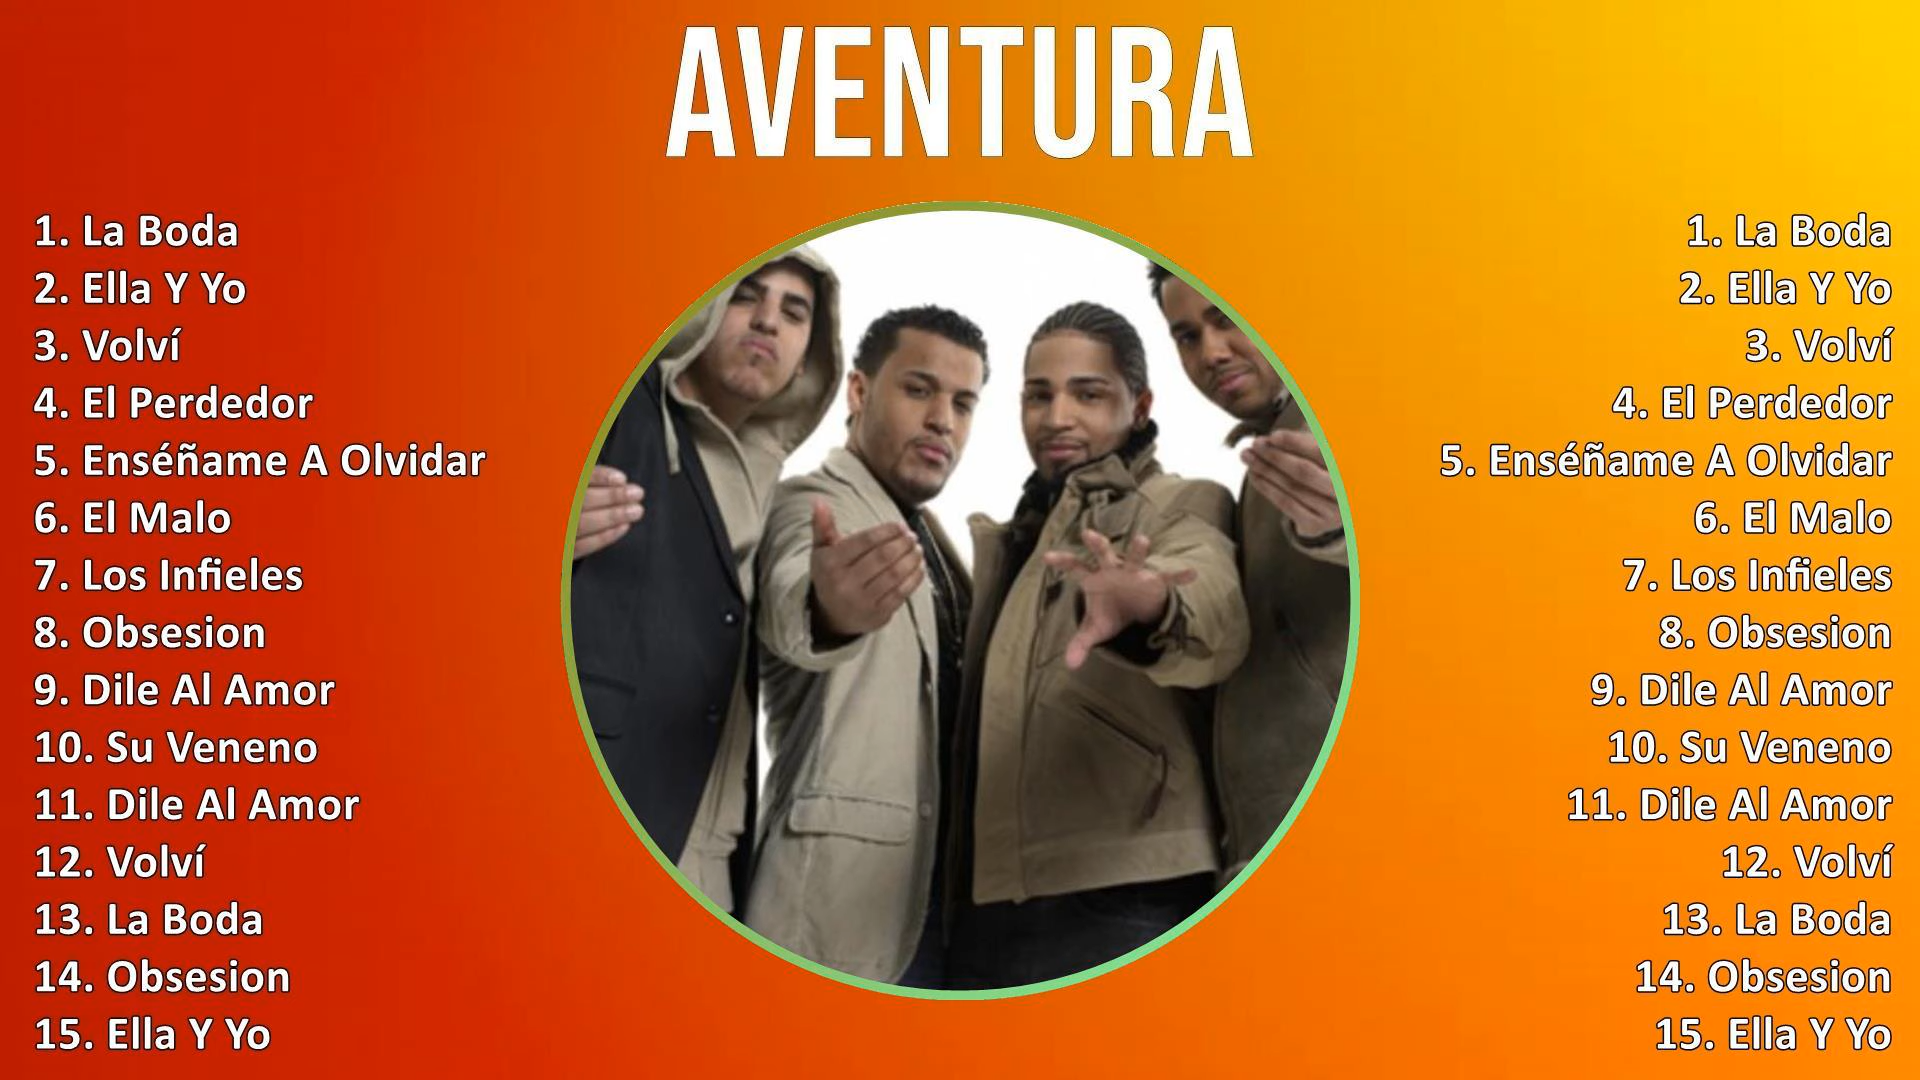 AVENTURA
1. La Boda
2. Ella Y Yo
3. Volví
4. El Perdedor
5. Enséñame A Olvidar
6. El Malo
7. Los Infieles
8. Obsesion
9. Dile Al Amor
10. Su Veneno
11. Dile Al Amor
12. Volví
13. La Boda
14. Obsesion
15. Ella Y Yo
1. La Boda
2. Ella Y Yo
3. Volví
4. El Perdedor
5. Enséñame A Olvidar
6. El Malo
7. Los Infieles
8. Obsesion
9. Dile Al Amor
10. Su Veneno
11. Dile Al Amor
12. Volví
13. La Boda
14. Obsesion
15. Ella Y Yo